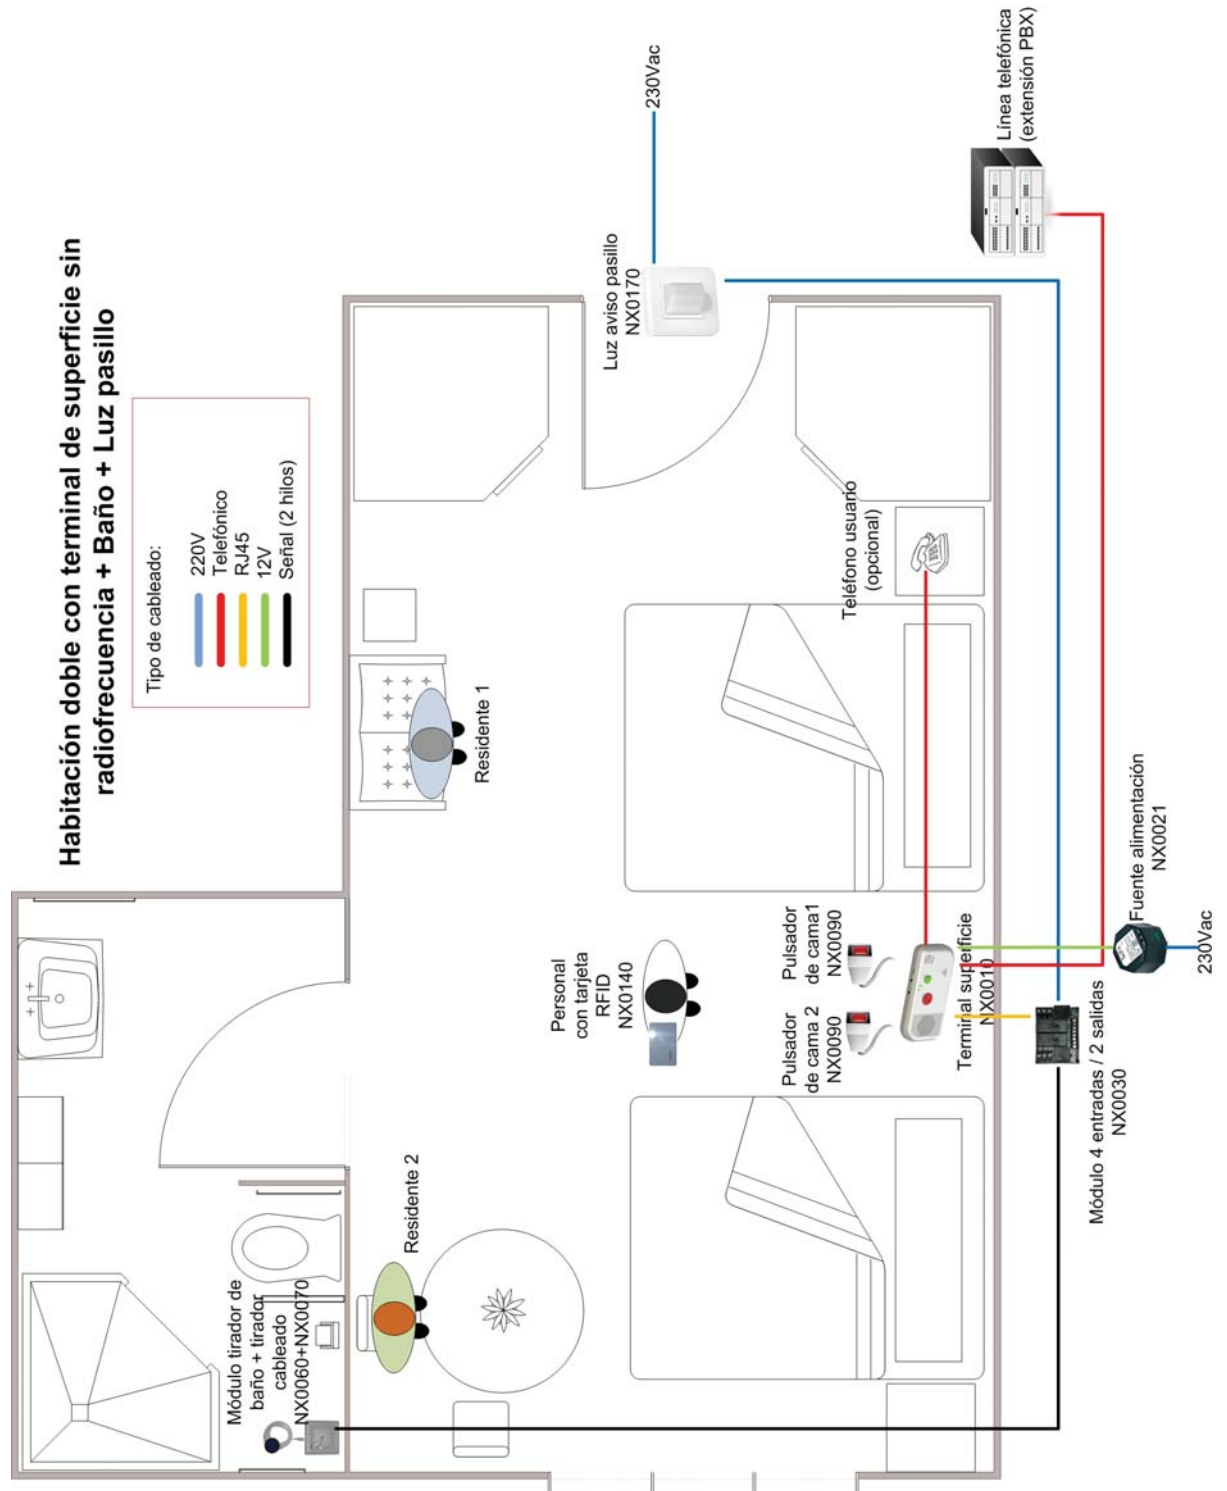 Habitación doble con terminal de superficie sin
radiofrecuencia + Baño + Luz pasillo
Tipo de cableado:
220V
Telefónico
RJ45
12V
Señal (2 hilos)
230Vac
Luz aviso pasillo
NX0170
Línea telefónica
(extensión PBX)
Residente 1
Teléfono usuario
(opcional)
Personal
con tarjeta
RFID
NX0140
Pulsador
de cama1
NX0090
Pulsador
de cama 2
NX0090
Terminal superficie
NX0010
Fuente alimentación
NX0021
230Vac
Módulo 4 entradas / 2 salidas
NX0030
Residente 2
Módulo tirador de
baño + tirador
cableado
NX0060+NX0070